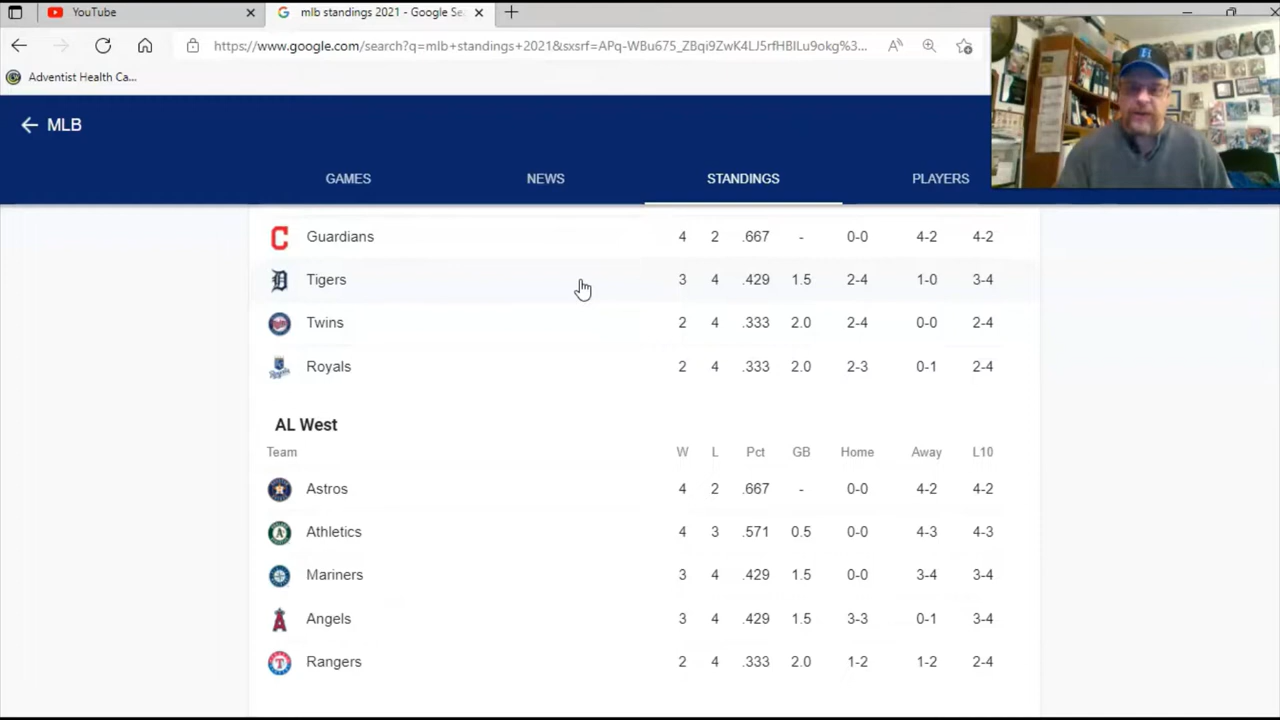 YouTube
mlb standings 2021 - Google Se
https://www.google.com/search?q=mlb+standings+2021&sxsrf=APq-WBu675_ZBqi9ZwK4LJ5rfHBILu9okg%3...
Adventist Health Ca...
MLB
GAMES NEWS STANDINGS PLAYERS
Guardians 4 2 .667 - 0-0 4-2 4-2
Tigers 3 4 .429 1.5 2-4 1-0 3-4
Twins 2 4 .333 2.0 2-4 0-0 2-4
Royals 2 4 .333 2.0 2-3 0-1 2-4
AL West
Team W L Pct GB Home Away L10
Astros 4 2 .667 - 0-0 4-2 4-2
Athletics 4 3 .571 0.5 0-0 4-3 4-3
Mariners 3 4 .429 1.5 0-0 3-4 3-4
Angels 3 4 .429 1.5 3-3 0-1 3-4
Rangers 2 4 .333 2.0 1-2 1-2 2-4